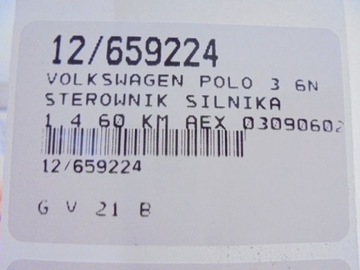 12/659224
VOLKSWAGEN POLO 3 6N
STEROWNIK SILNIKA
1 4 60 KM AEX 03090602
12/659224
G V 21 B